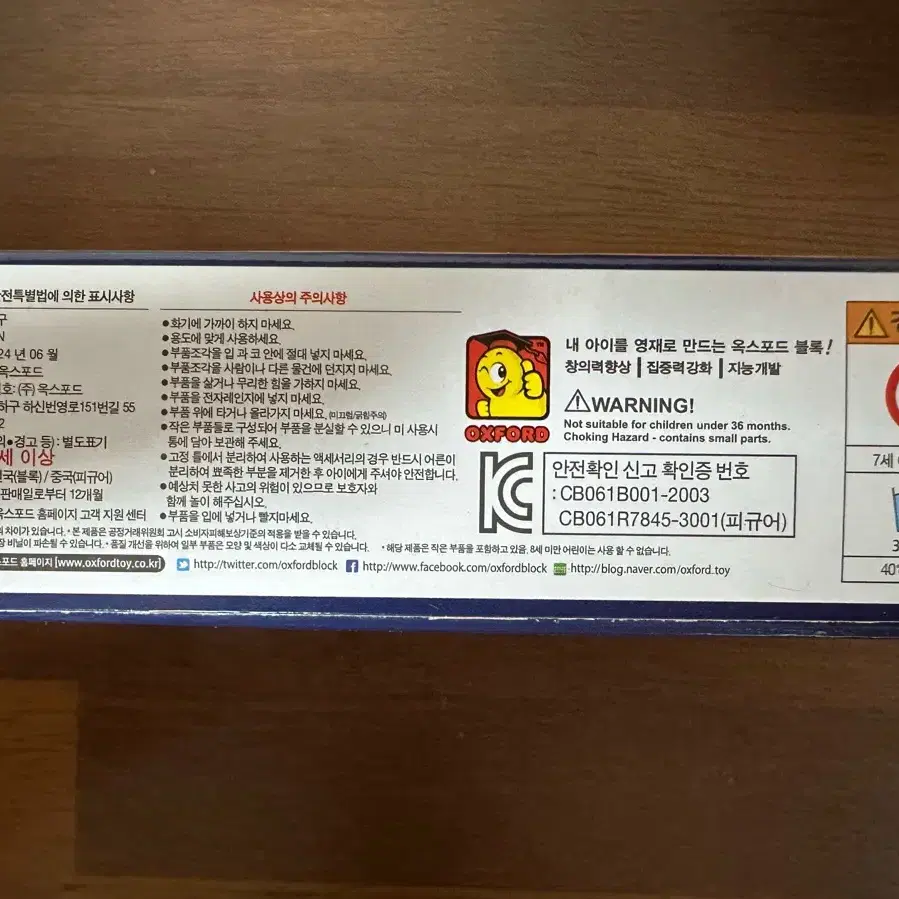 안전특별법에 의한 표시사항
구
N
24 년 06 월
옥스포드
호: (주) 옥스포드
하구 하신번영로151번길 55
2
의●경고 등) : 별도표기
세 이상
국(블록) / 중국(피규어)
판매일로부터 12개월
옥스포드 홈페이지 고객 지원 센터
사용상의 주의사항
●화기에 가까이 하지 마세요.
●용도에 맞게 사용하세요.
●부품조각을 입 과 코 안에 절대 넣지 마세요.
●부품조각을 사람이나 다른 물건에 던지지 마세요.
●부품을 살거나 무리한 힘을 가하지 마세요.
●부품을 전자레인지에 넣지 마세요.
●부품 위에 타거나 올라가지 마세요. (미끄럼/긁힘주의)
●작은 부품들로 구성되어 부품을 분실할 수 있으니 미 사용시
통에 담아 보관해 주세요.
●고정 틀에서 분리하여 사용하는 액세서리의 경우 반드시 어른이
분리하여 뾰족한 부분을 제거한 후 아이에게 주셔야 안전합니다.
●예상치 못한 사고의 위험이 있으므로 보호자와
함께 놀이 해주십시오.
●부품을 입에 넣거나 빨지마세요.
의 차이가 있습니다. • 본 제품은 공정거래위원회 고시 소비자피해보상기준의 적용을 받을 수 있습니다.
장 비닐이 파손될 수 있습니다. • 품질 개선을 위하여 일부 부품은 모양 및 색상이 다소 교체될 수 있습니다. • 해당 제품은 작은 부품을 포함하고 있음. 8세 미만 어린이는 사용 할 수 없습니다.
스포드 홈페이지 [www.oxfordtoy.co.kr] http://twitter.com/oxfordblock http://www.facebook.com/oxfordblock http://blog.naver.com/oxford.toy
OXFORD
TM
내 아이를 영재로 만드는 옥스포드 블록!
창의력향상 | 집중력강화 | 지능개발
WARNING!
Not suitable for children under 36 months.
Choking Hazard - contains small parts.
안전확인 신고 확인증 번호
: CB061B001-2003
CB061R7845-3001(피규어)
7세
3
40